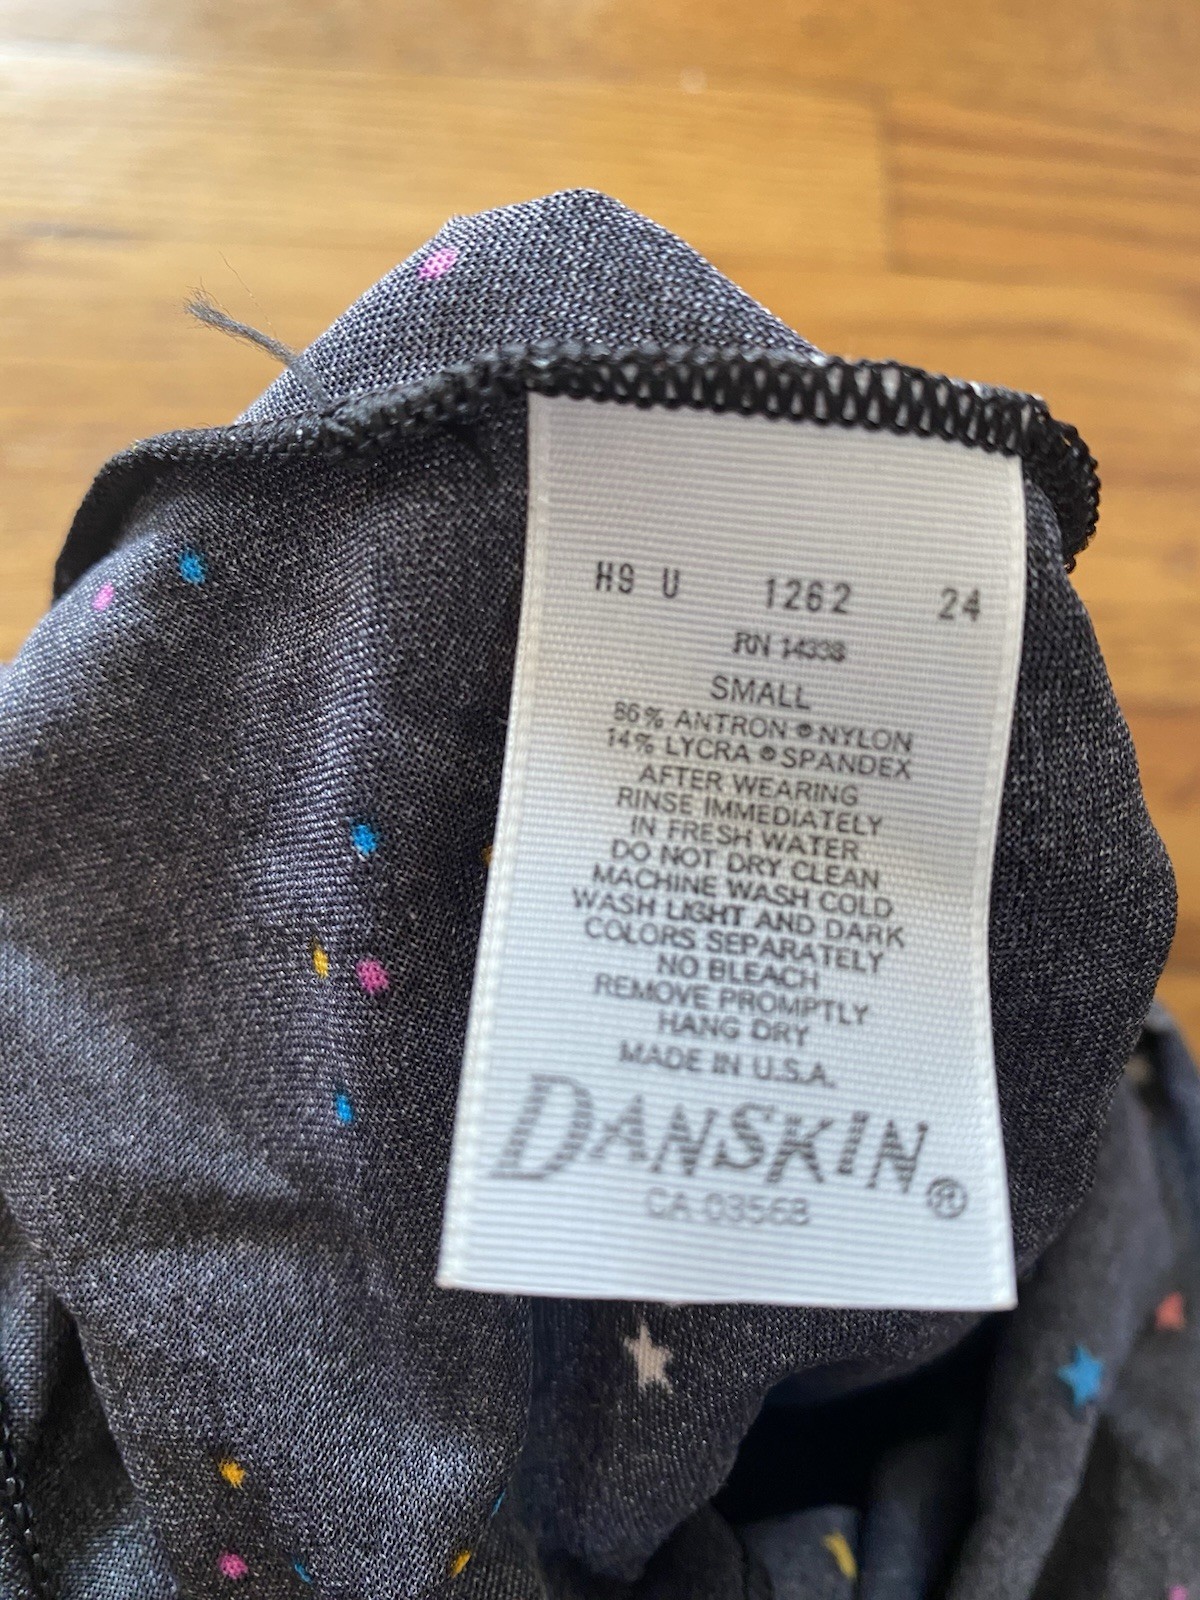 H9 U 1262 24
RN 14338
SMALL
86% ANTRON ® NYLON
14% LYCRA ® SPANDEX
AFTER WEARING
RINSE IMMEDIATELY
IN FRESH WATER
DO NOT DRY CLEAN
MACHINE WASH COLD
WASH LIGHT AND DARK
COLORS SEPARATELY
NO BLEACH
REMOVE PROMPTLY
HANG DRY
MADE IN U.S.A.
DANSKIN®
CA 03568